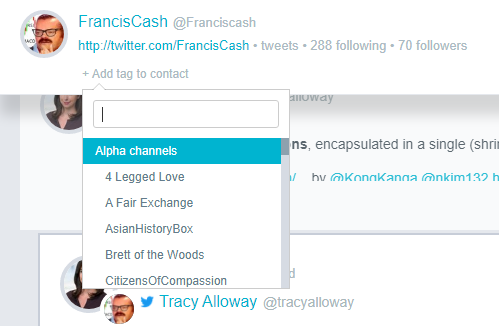 FrancisCash @Franciscash
http://twitter.com/FrancisCash • tweets • 288 following • 70 followers
+ Add tag to contact
alloway
Alpha channels
ons, encapsulated in a single (shri
4 Legged Love
by @KongKanga @nkim132 h
A Fair Exchange
AsianHistoryBox
Brett of the Woods
CitizensOfCompassion
d
Tracy Alloway @tracyalloway